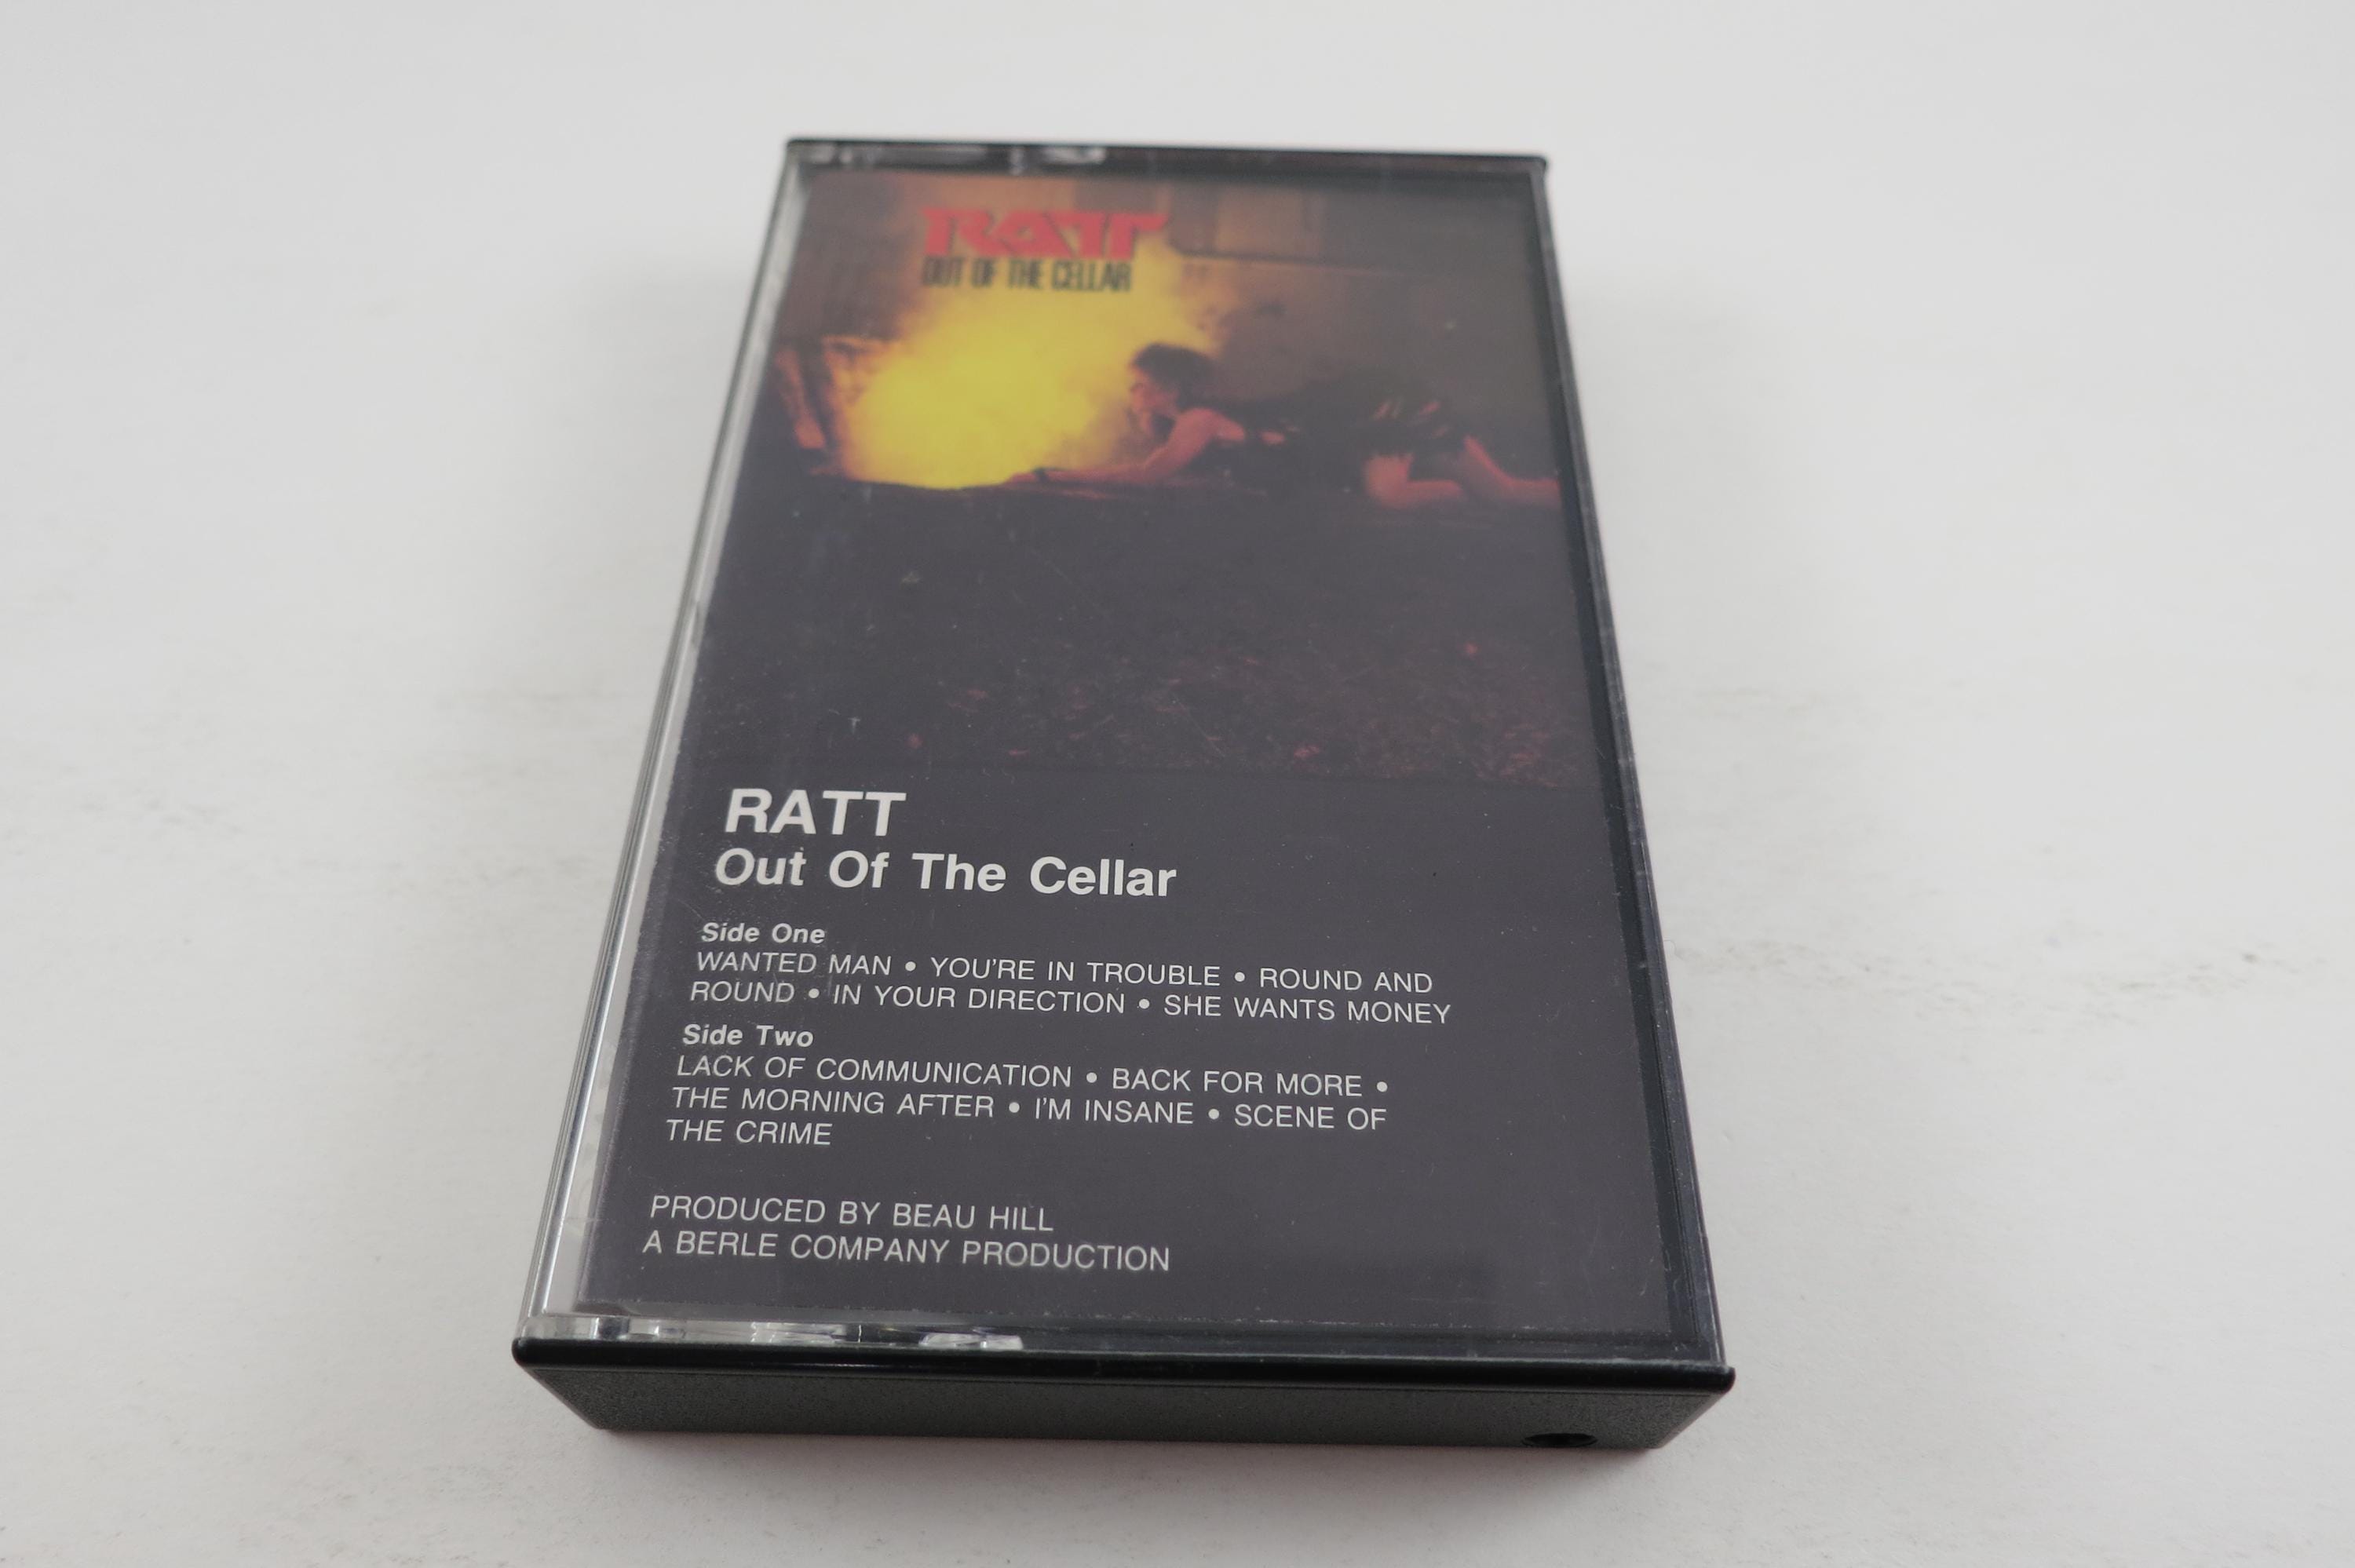 RATT
OUT OF THE CELLAR
RATT
Out Of The Cellar
Side One
WANTED MAN • YOU'RE IN TROUBLE • ROUND AND
ROUND • IN YOUR DIRECTION • SHE WANTS MONEY
Side Two
LACK OF COMMUNICATION • BACK FOR MORE •
THE MORNING AFTER • I'M INSANE • SCENE OF
THE CRIME
PRODUCED BY BEAU HILL
A BERLE COMPANY PRODUCTION